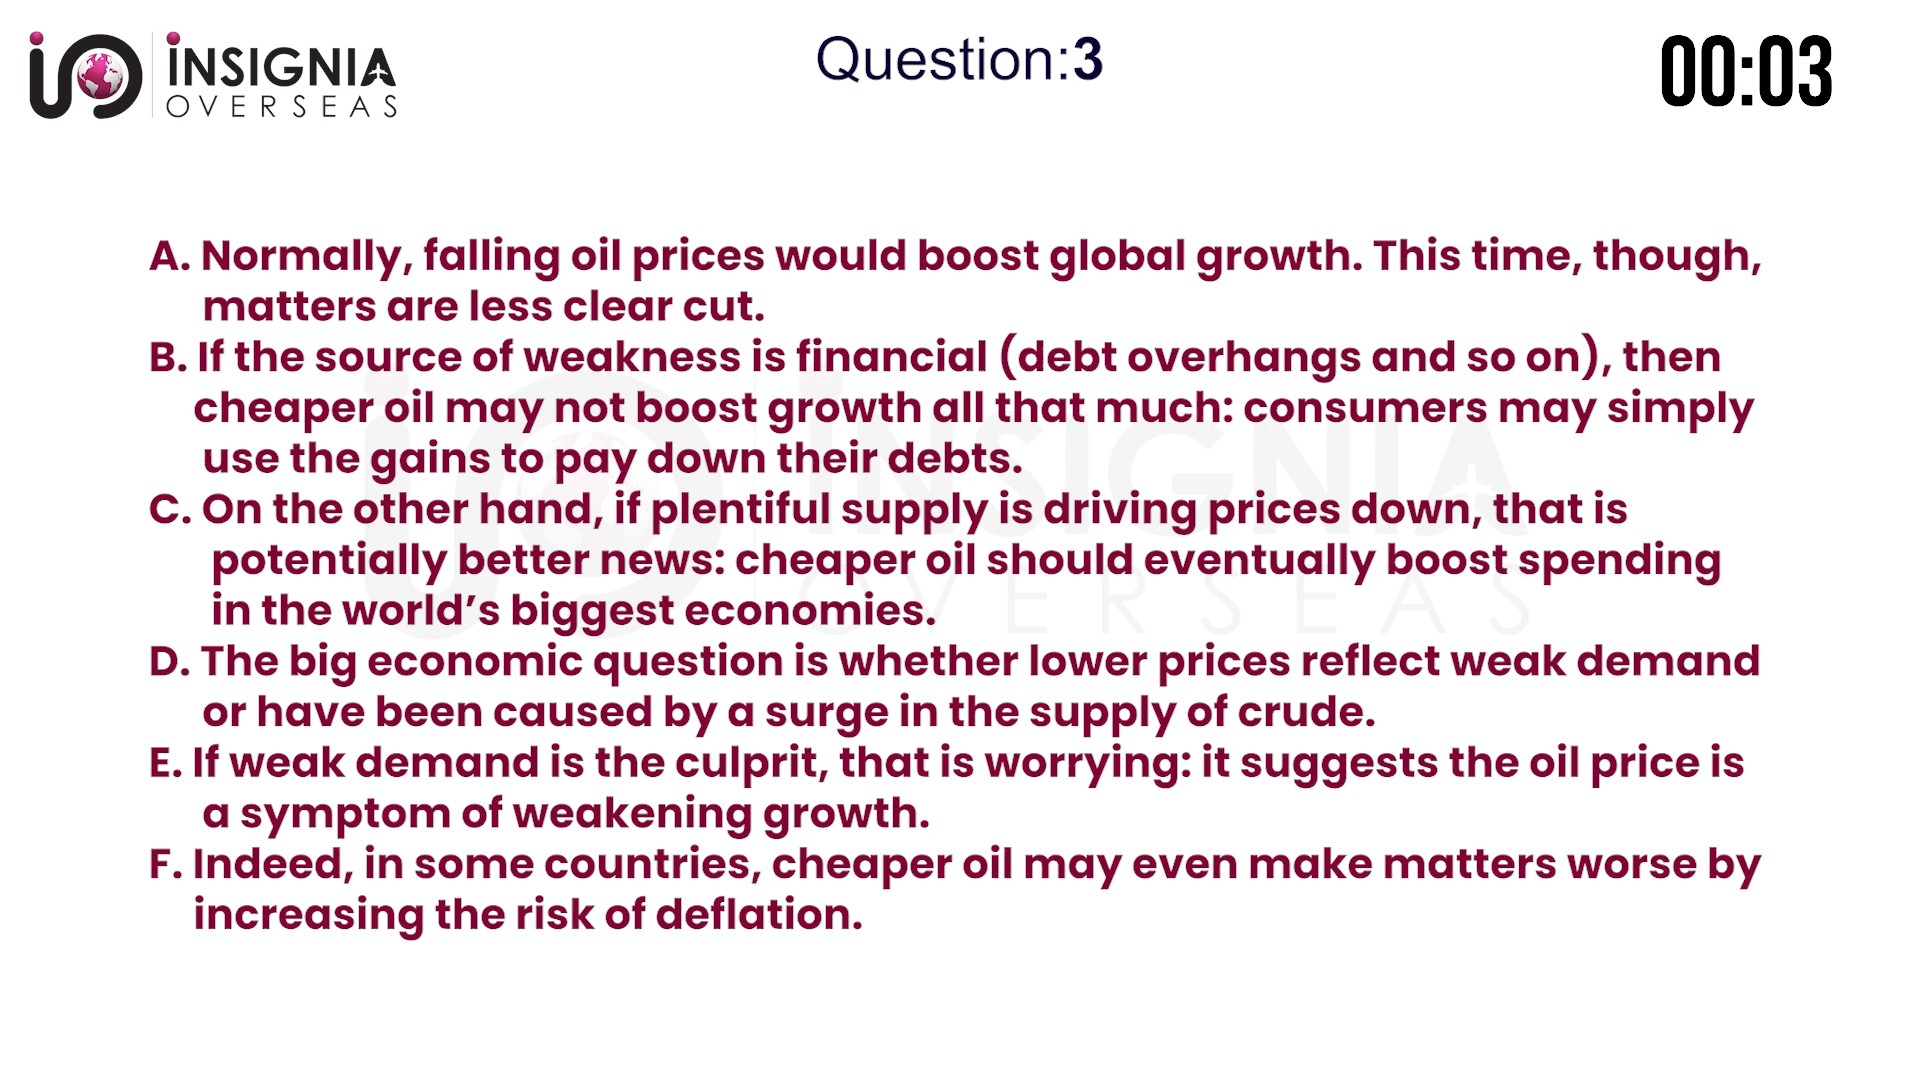 INSIGNIA
OVERSEAS
Question:3
00:03
A. Normally, falling oil prices would boost global growth. This time, though,
matters are less clear cut.
B. If the source of weakness is financial (debt overhangs and so on), then
cheaper oil may not boost growth all that much: consumers may simply
use the gains to pay down their debts.
C. On the other hand, if plentiful supply is driving prices down, that is
potentially better news: cheaper oil should eventually boost spending
in the world’s biggest economies.
D. The big economic question is whether lower prices reflect weak demand
or have been caused by a surge in the supply of crude.
E. If weak demand is the culprit, that is worrying: it suggests the oil price is
a symptom of weakening growth.
F. Indeed, in some countries, cheaper oil may even make matters worse by
increasing the risk of deflation.
INSIGNIA
OVERSEAS